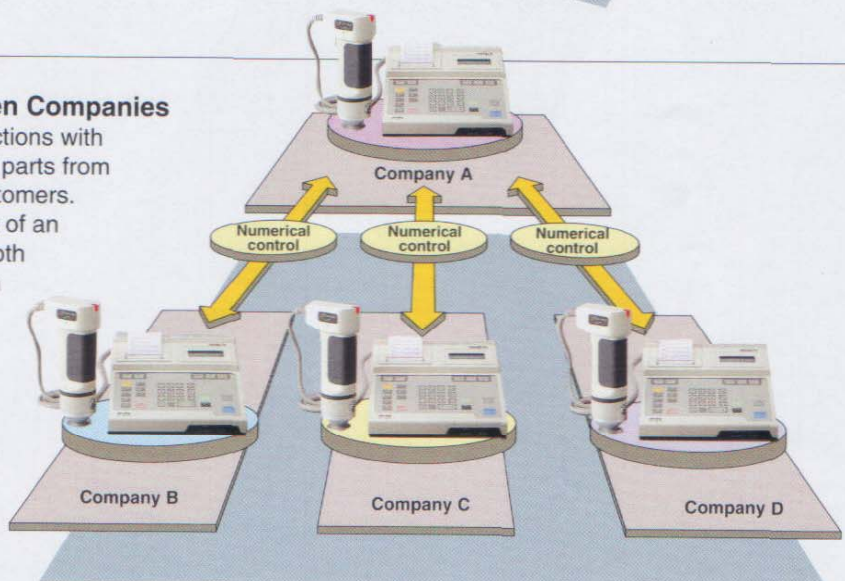 en Companies
ctions with
parts from
tomers.
of an
oth
Company A
Numerical
control
Numerical
control
Numerical
control
Company B
Company C
Company D